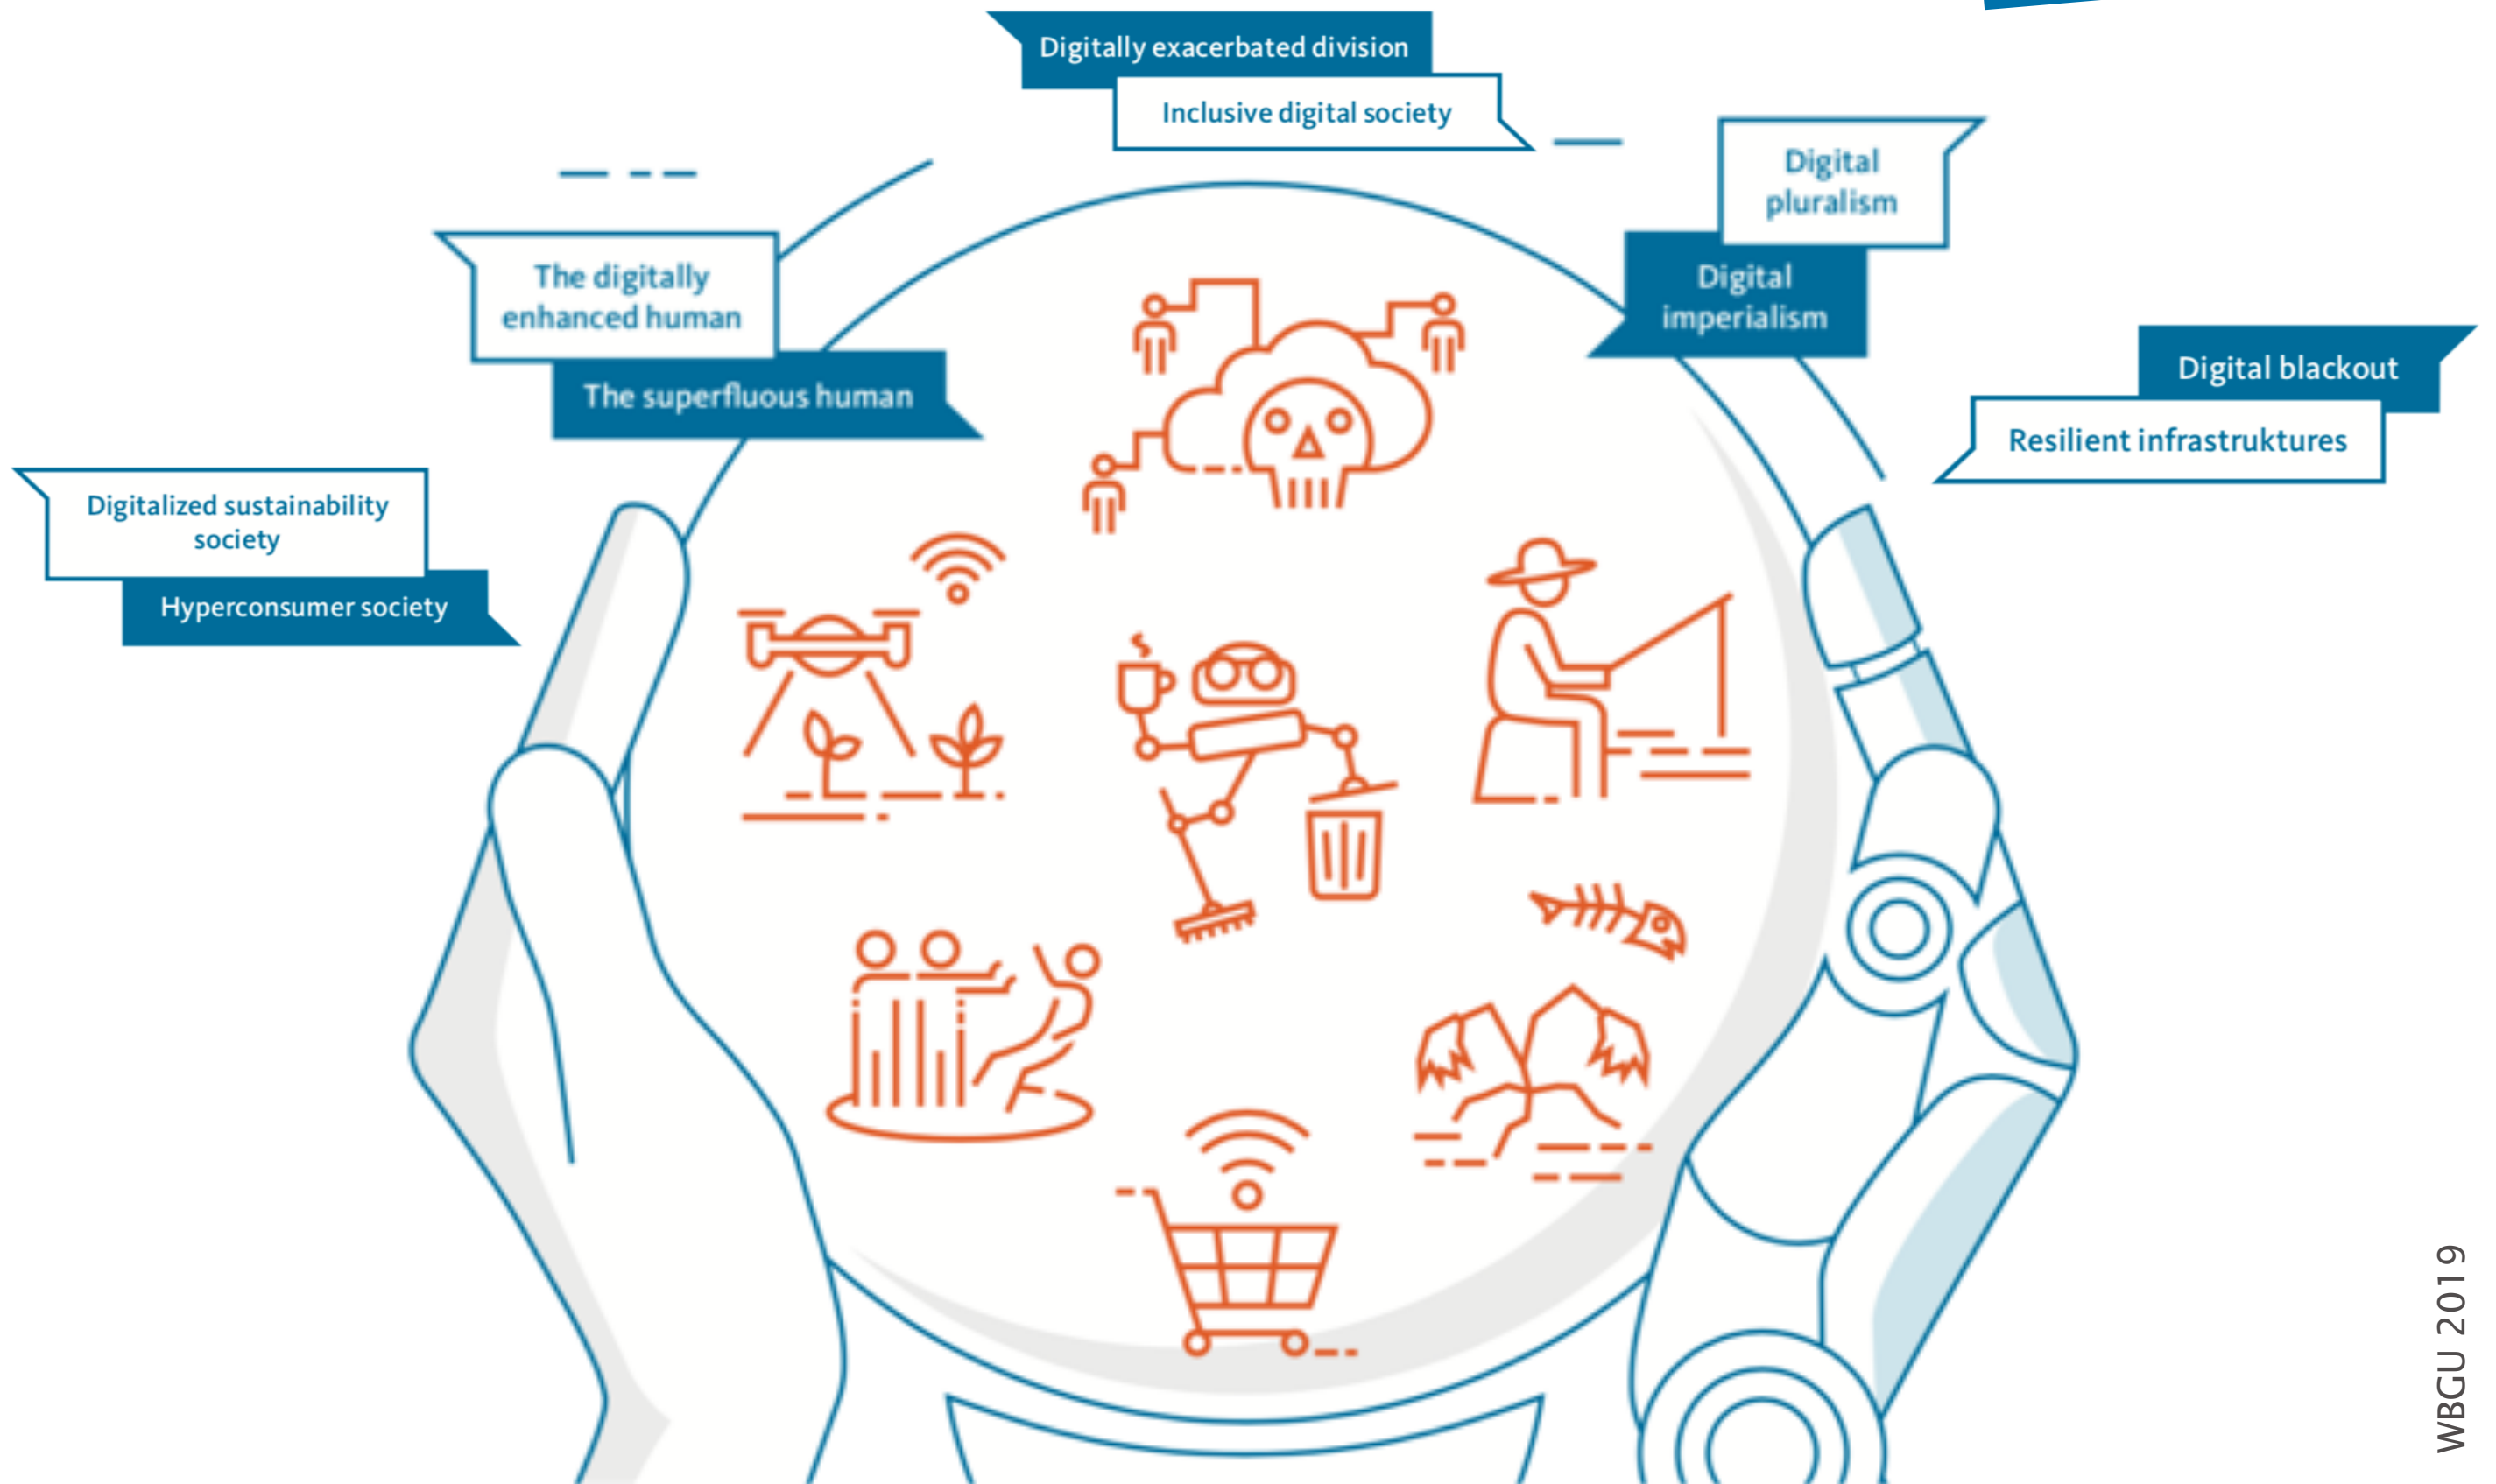 Digitally exacerbated division
Inclusive digital society
Digital
pluralism
Digital
imperialism
The digitally
enhanced human
The superfluous human
Digital blackout
Resilient infrastruktures
Digitalized sustainability
society
Hyperconsumer society
WBGU 2019